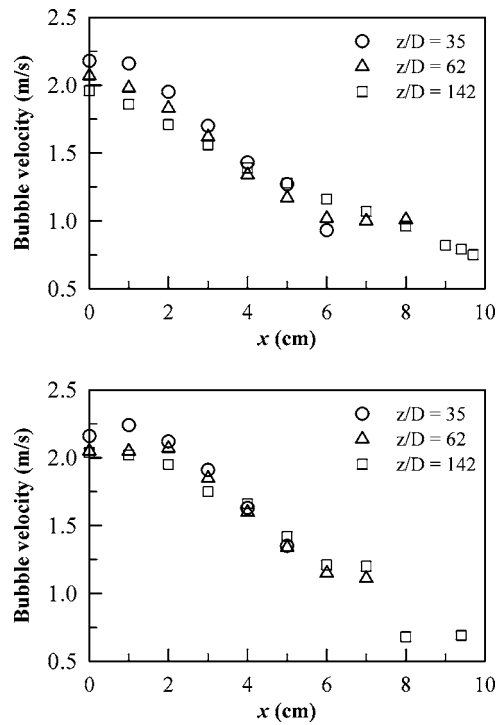 Bubble velocity (m/s)
2.5
2.0
1.5
1.0
0.5
z/D = 35
z/D = 62
z/D = 142
0 2 4 6 8 10
x (cm)
Bubble velocity (m/s)
2.5
2.0
1.5
1.0
0.5
z/D = 35
z/D = 62
z/D = 142
0 2 4 6 8 10
x (cm)